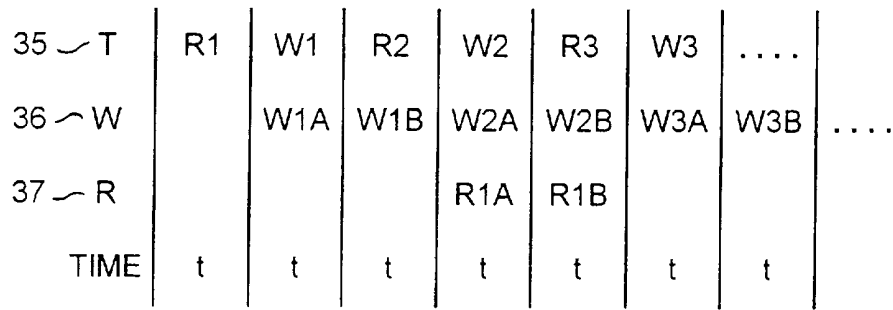 35 T R1 W1 R2 W2 R3 W3 ....
36 W W1A W1B W2A W2B W3A W3B ....
37 R R1A R1B
TIME t t t t t t t